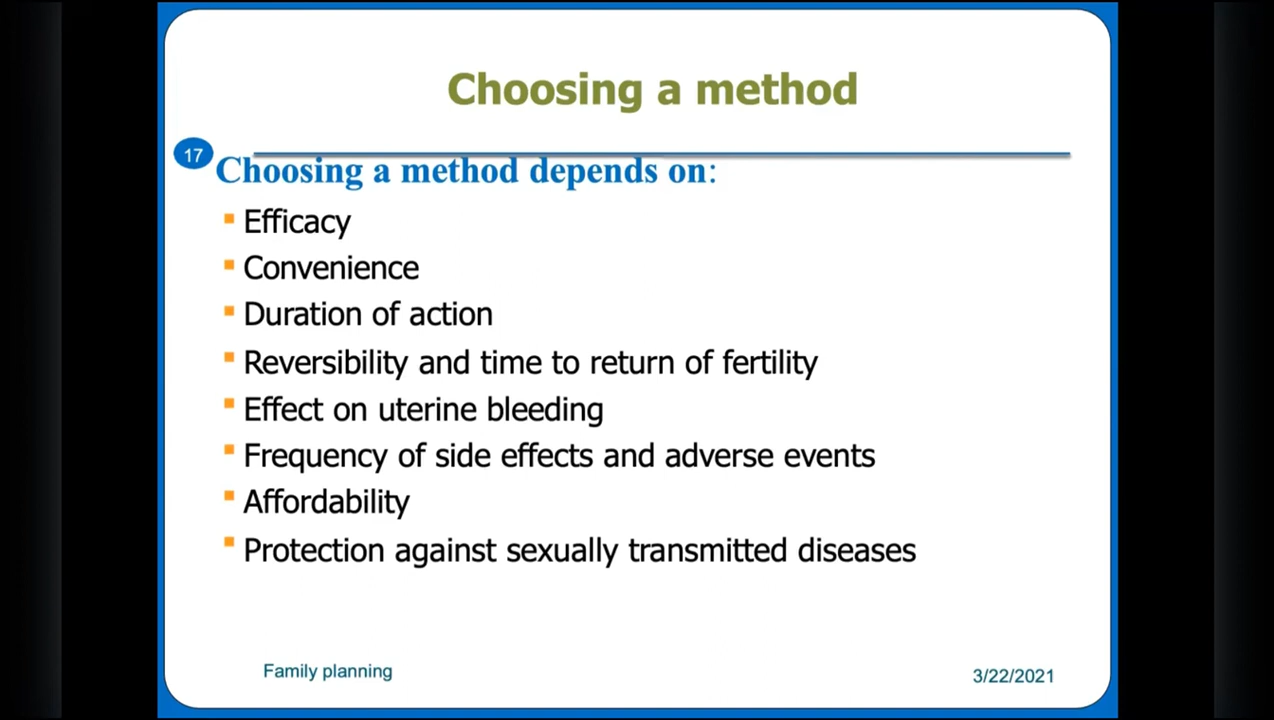 Choosing a method
17
Choosing a method depends on:
Efficacy
Convenience
Duration of action
Reversibility and time to return of fertility
Effect on uterine bleeding
Frequency of side effects and adverse events
Affordability
Protection against sexually transmitted diseases
Family planning
3/22/2021